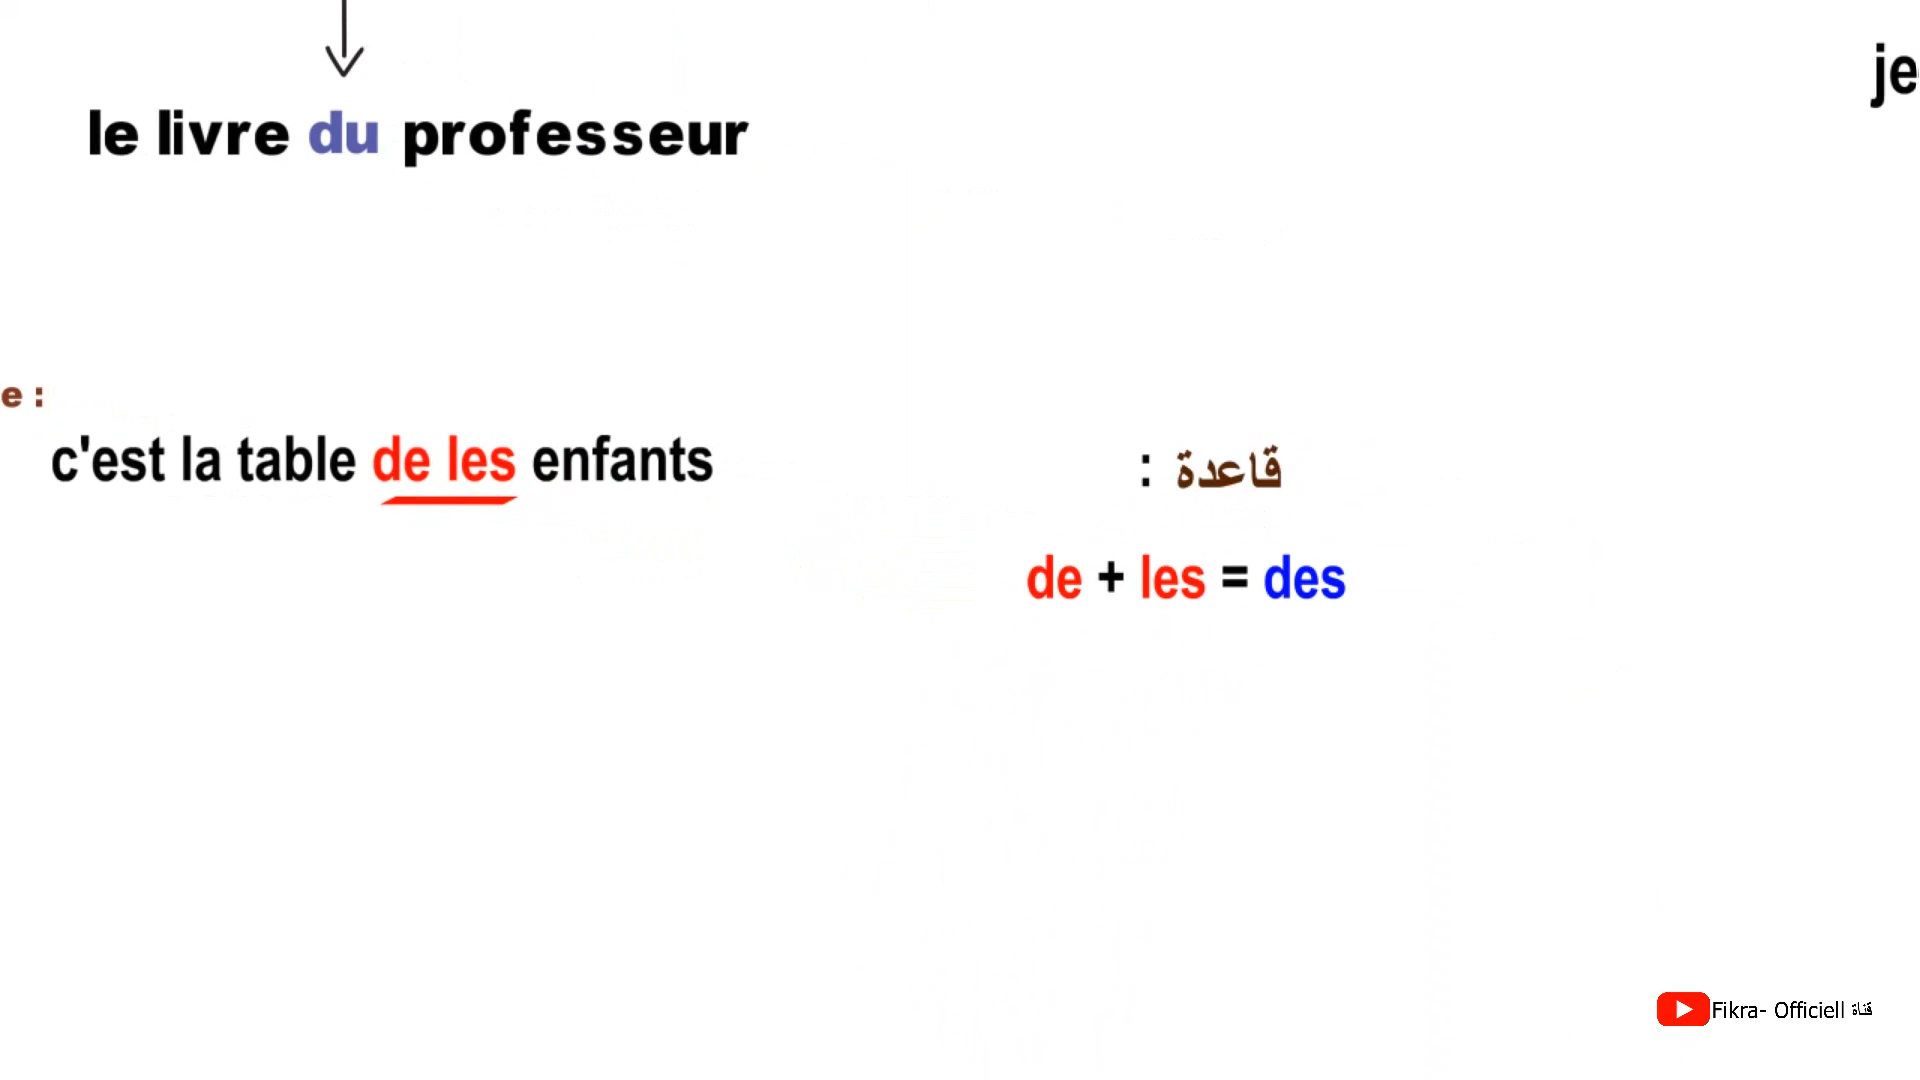 je
le livre du professeur
e :
c'est la table de les enfants
قاعدة :
de + les = des
Fikra- Officiell قناة